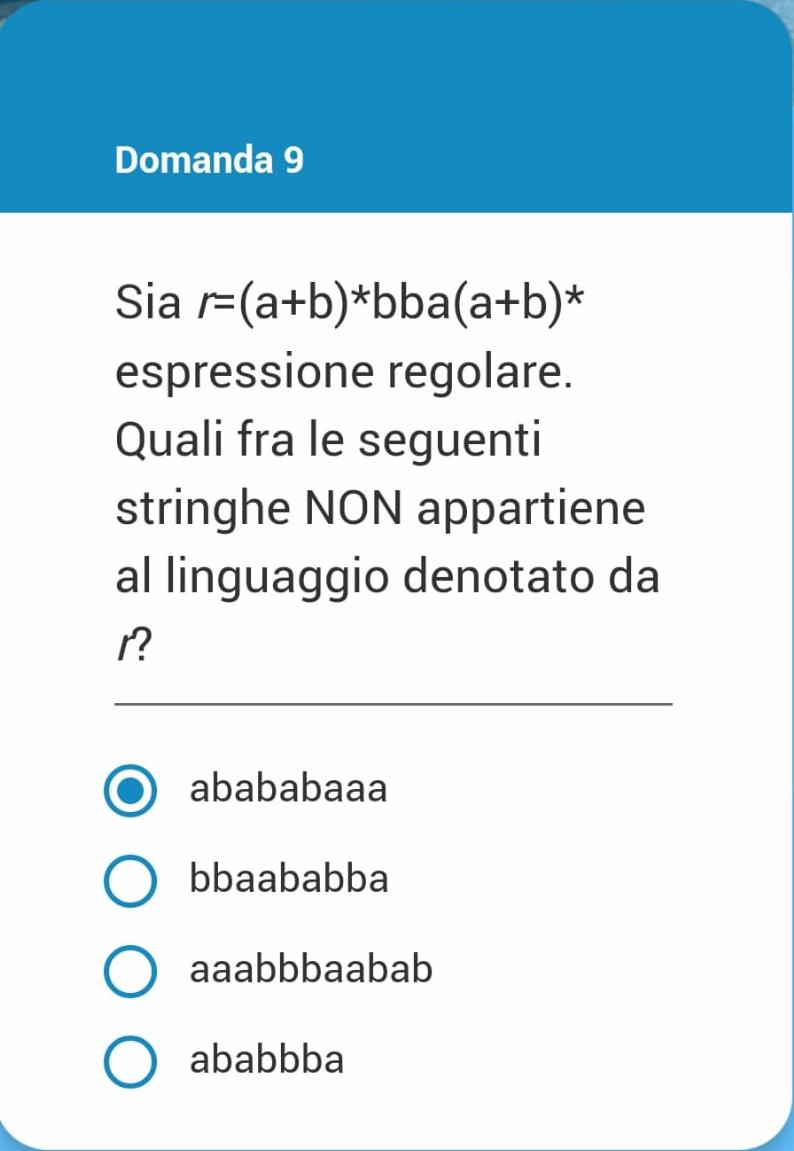 Domanda 9
Sia r=(a+b)*bba(a+b)*
espressione regolare.
Quali fra le seguenti
stringhe NON appartiene
al linguaggio denotato da
r?
abababaaa
bbaababba
aaabbbaabab
ababbba